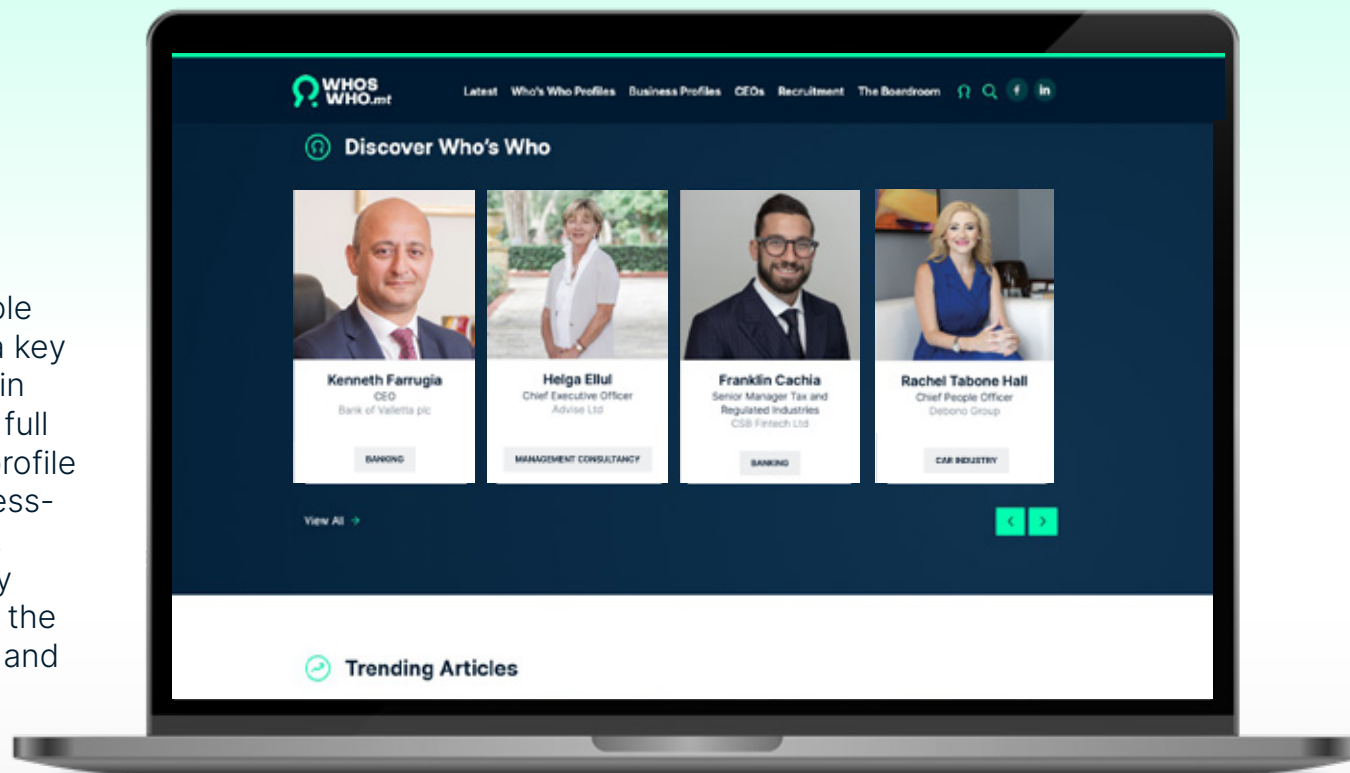 ple
a key
in
full
profile
ess-
y
the
and
WHOS
WHO.mt
Latest Who's Who Profiles Business Profiles CEOs Recruitment The Boardroom
f in
Discover Who's Who
Kenneth Farrugia
CEO
Bank of Valletta plc
BANKING
Helga Ellul
Chief Executive Officer
Advise Ltd
MANAGEMENT CONSULTANCY
Franklin Cachia
Senior Manager Tax and
Regulated Industries
CSB Fintech Ltd
BANKING
Rachel Tabone Hall
Chief People Officer
Debono Group
CAR INDUSTRY
View All →
Trending Articles